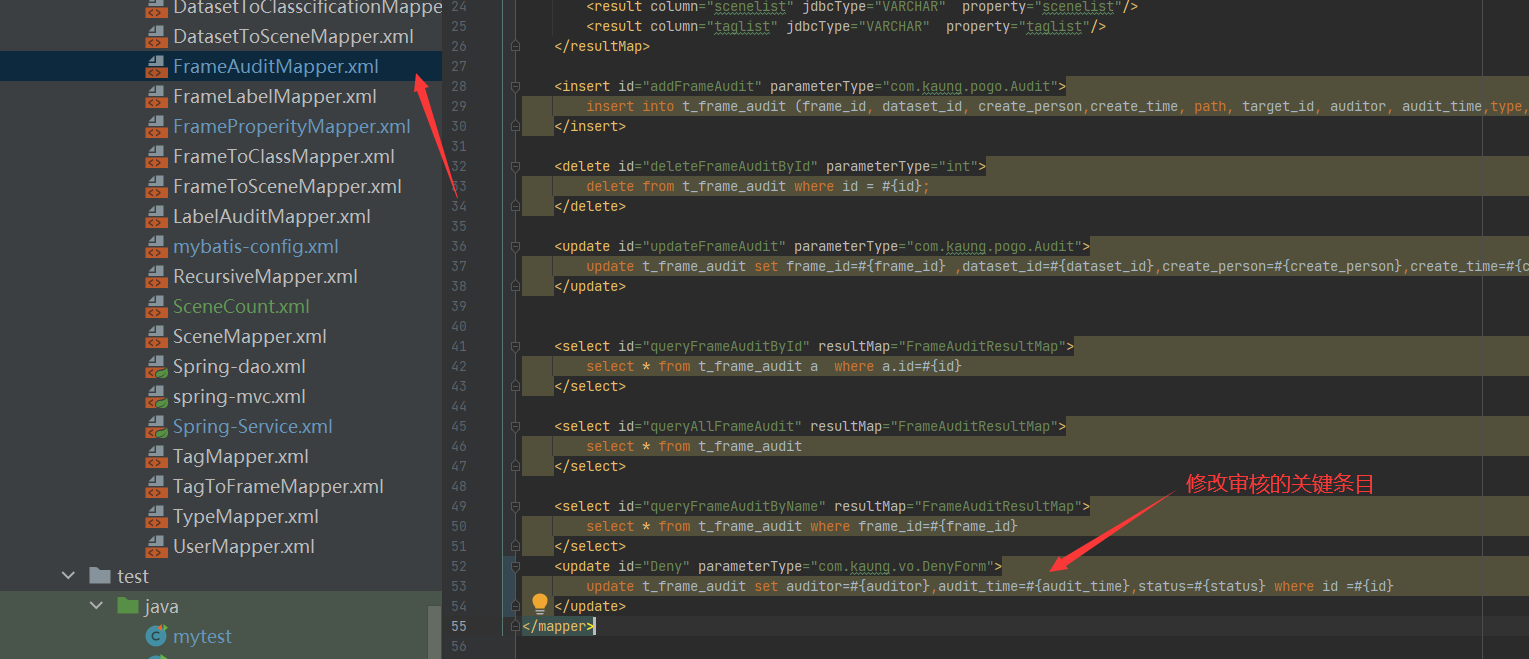 DatasetToClasscificationMappe
DatasetToSceneMapper.xml
FrameAuditMapper.xml
FrameLabelMapper.xml
FrameProperityMapper.xml
FrameToClassMapper.xml
FrameToSceneMapper.xml
LabelAuditMapper.xml
mybatis-config.xml
RecursiveMapper.xml
SceneCount.xml
SceneMapper.xml
Spring-dao.xml
spring-mvc.xml
Spring-Service.xml
TagMapper.xml
TagToFrameMapper.xml
TypeMapper.xml
UserMapper.xml
test
java
mytest
24 <result column="scenelist" jdbcType="VARCHAR" property="scenelist"/>
25 <result column="taglist" jdbcType="VARCHAR" property="taglist"/>
26 </resultMap>
27
28 <insert id="addFrameAudit" parameterType="com.kaung.pogo.Audit">
29 insert into t_frame_audit (frame_id, dataset_id, create_person,create_time, path, target_id, auditor, audit_time,type,
30 </insert>
31
32 <delete id="deleteFrameAuditById" parameterType="int">
33 delete from t_frame_audit where id = #{id};
34 </delete>
35
36 <update id="updateFrameAudit" parameterType="com.kaung.pogo.Audit">
37 update t_frame_audit set frame_id=#{frame_id} ,dataset_id=#{dataset_id},create_person=#{create_person},create_time=#{c
38 </update>
39
40
41 <select id="queryFrameAuditById" resultMap="FrameAuditResultMap">
42 select * from t_frame_audit a where a.id=#{id}
43 </select>
44
45 <select id="queryAllFrameAudit" resultMap="FrameAuditResultMap">
46 select * from t_frame_audit
47 </select>
48
修改审核的关键条目
49 <select id="queryFrameAuditByName" resultMap="FrameAuditResultMap">
50 select * from t_frame_audit where frame_id=#{frame_id}
51 </select>
52 <update id="Deny" parameterType="com.kaung.vo.DenyForm">
53 update t_frame_audit set auditor=#{auditor},audit_time=#{audit_time},status=#{status} where id =#{id}
54 </update>
55 </mapper>
56